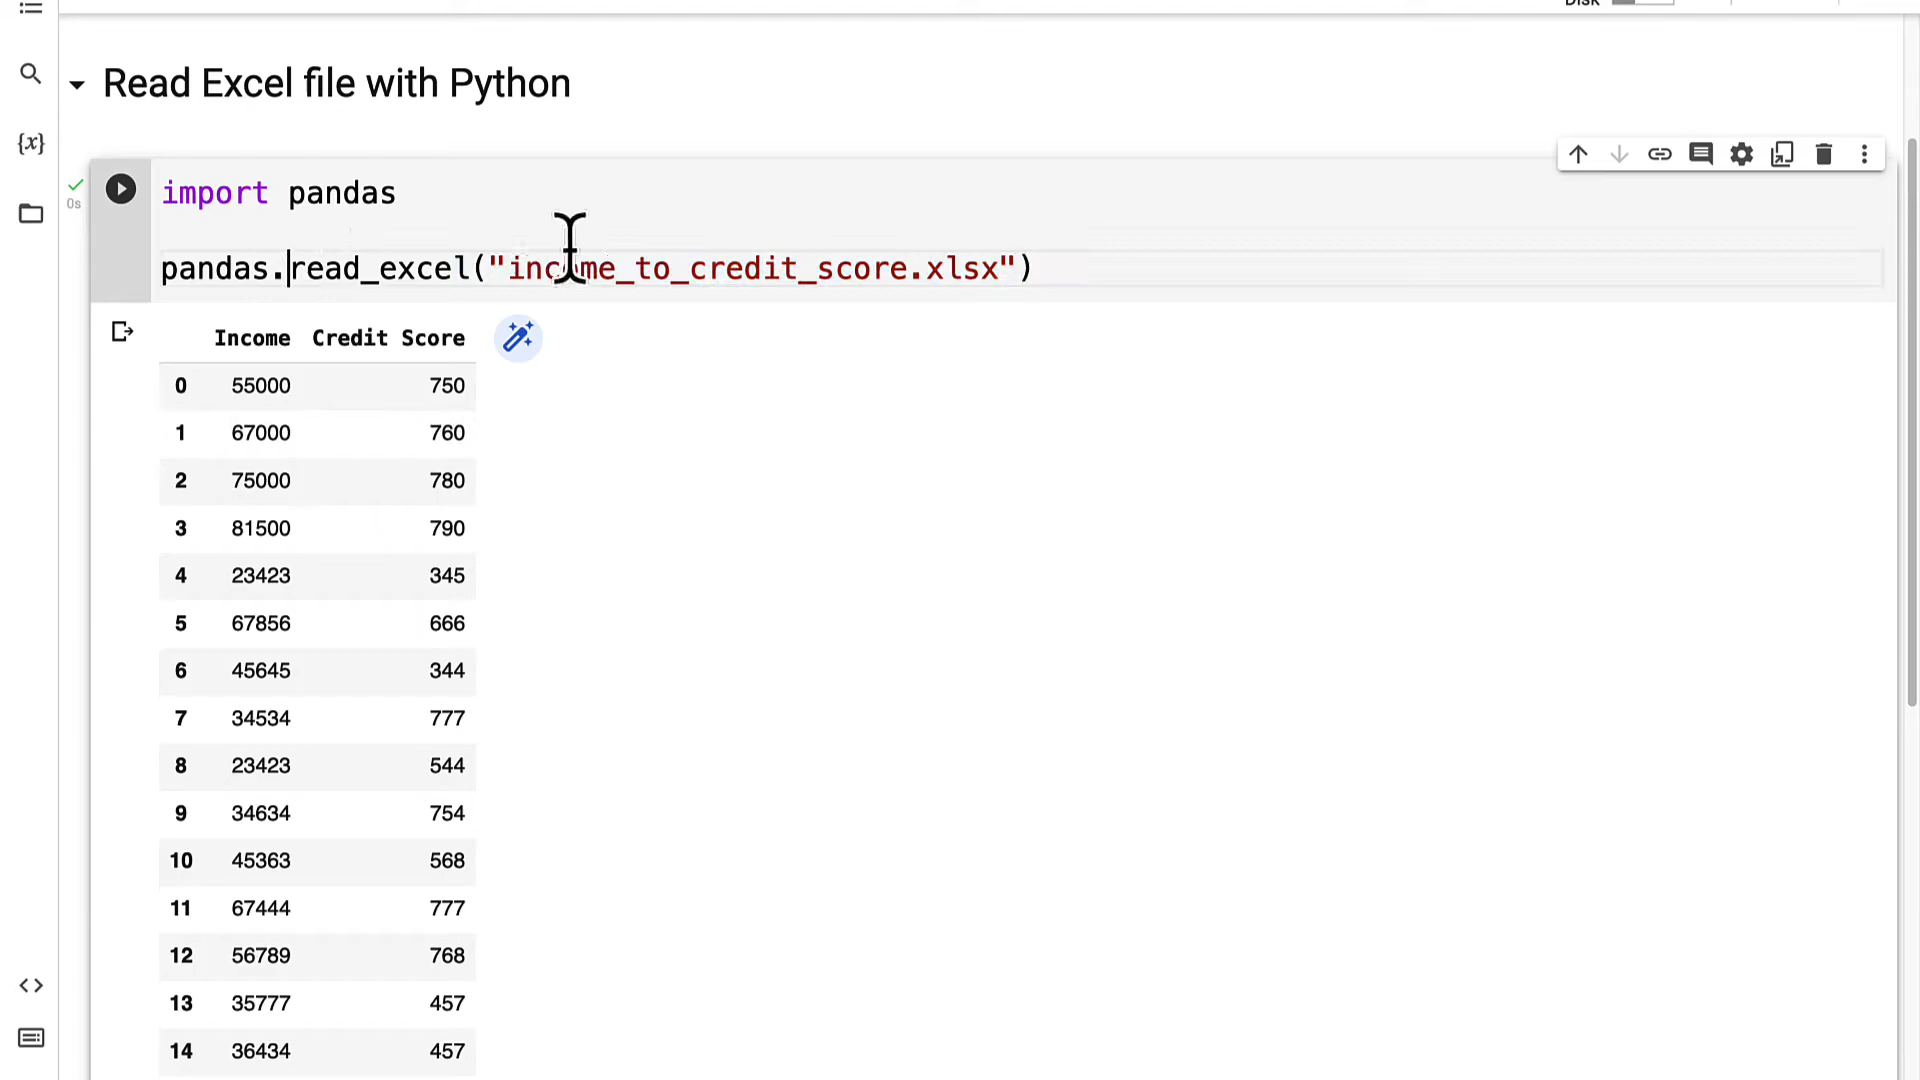 Disk
Read Excel file with Python
{x}
import pandas
0s
pandas.read_excel("income_to_credit_score.xlsx")
Income Credit Score
0 55000 750
1 67000 760
2 75000 780
3 81500 790
4 23423 345
5 67856 666
6 45645 344
7 34534 777
8 23423 544
9 34634 754
10 45363 568
11 67444 777
12 56789 768
13 35777 457
14 36434 457